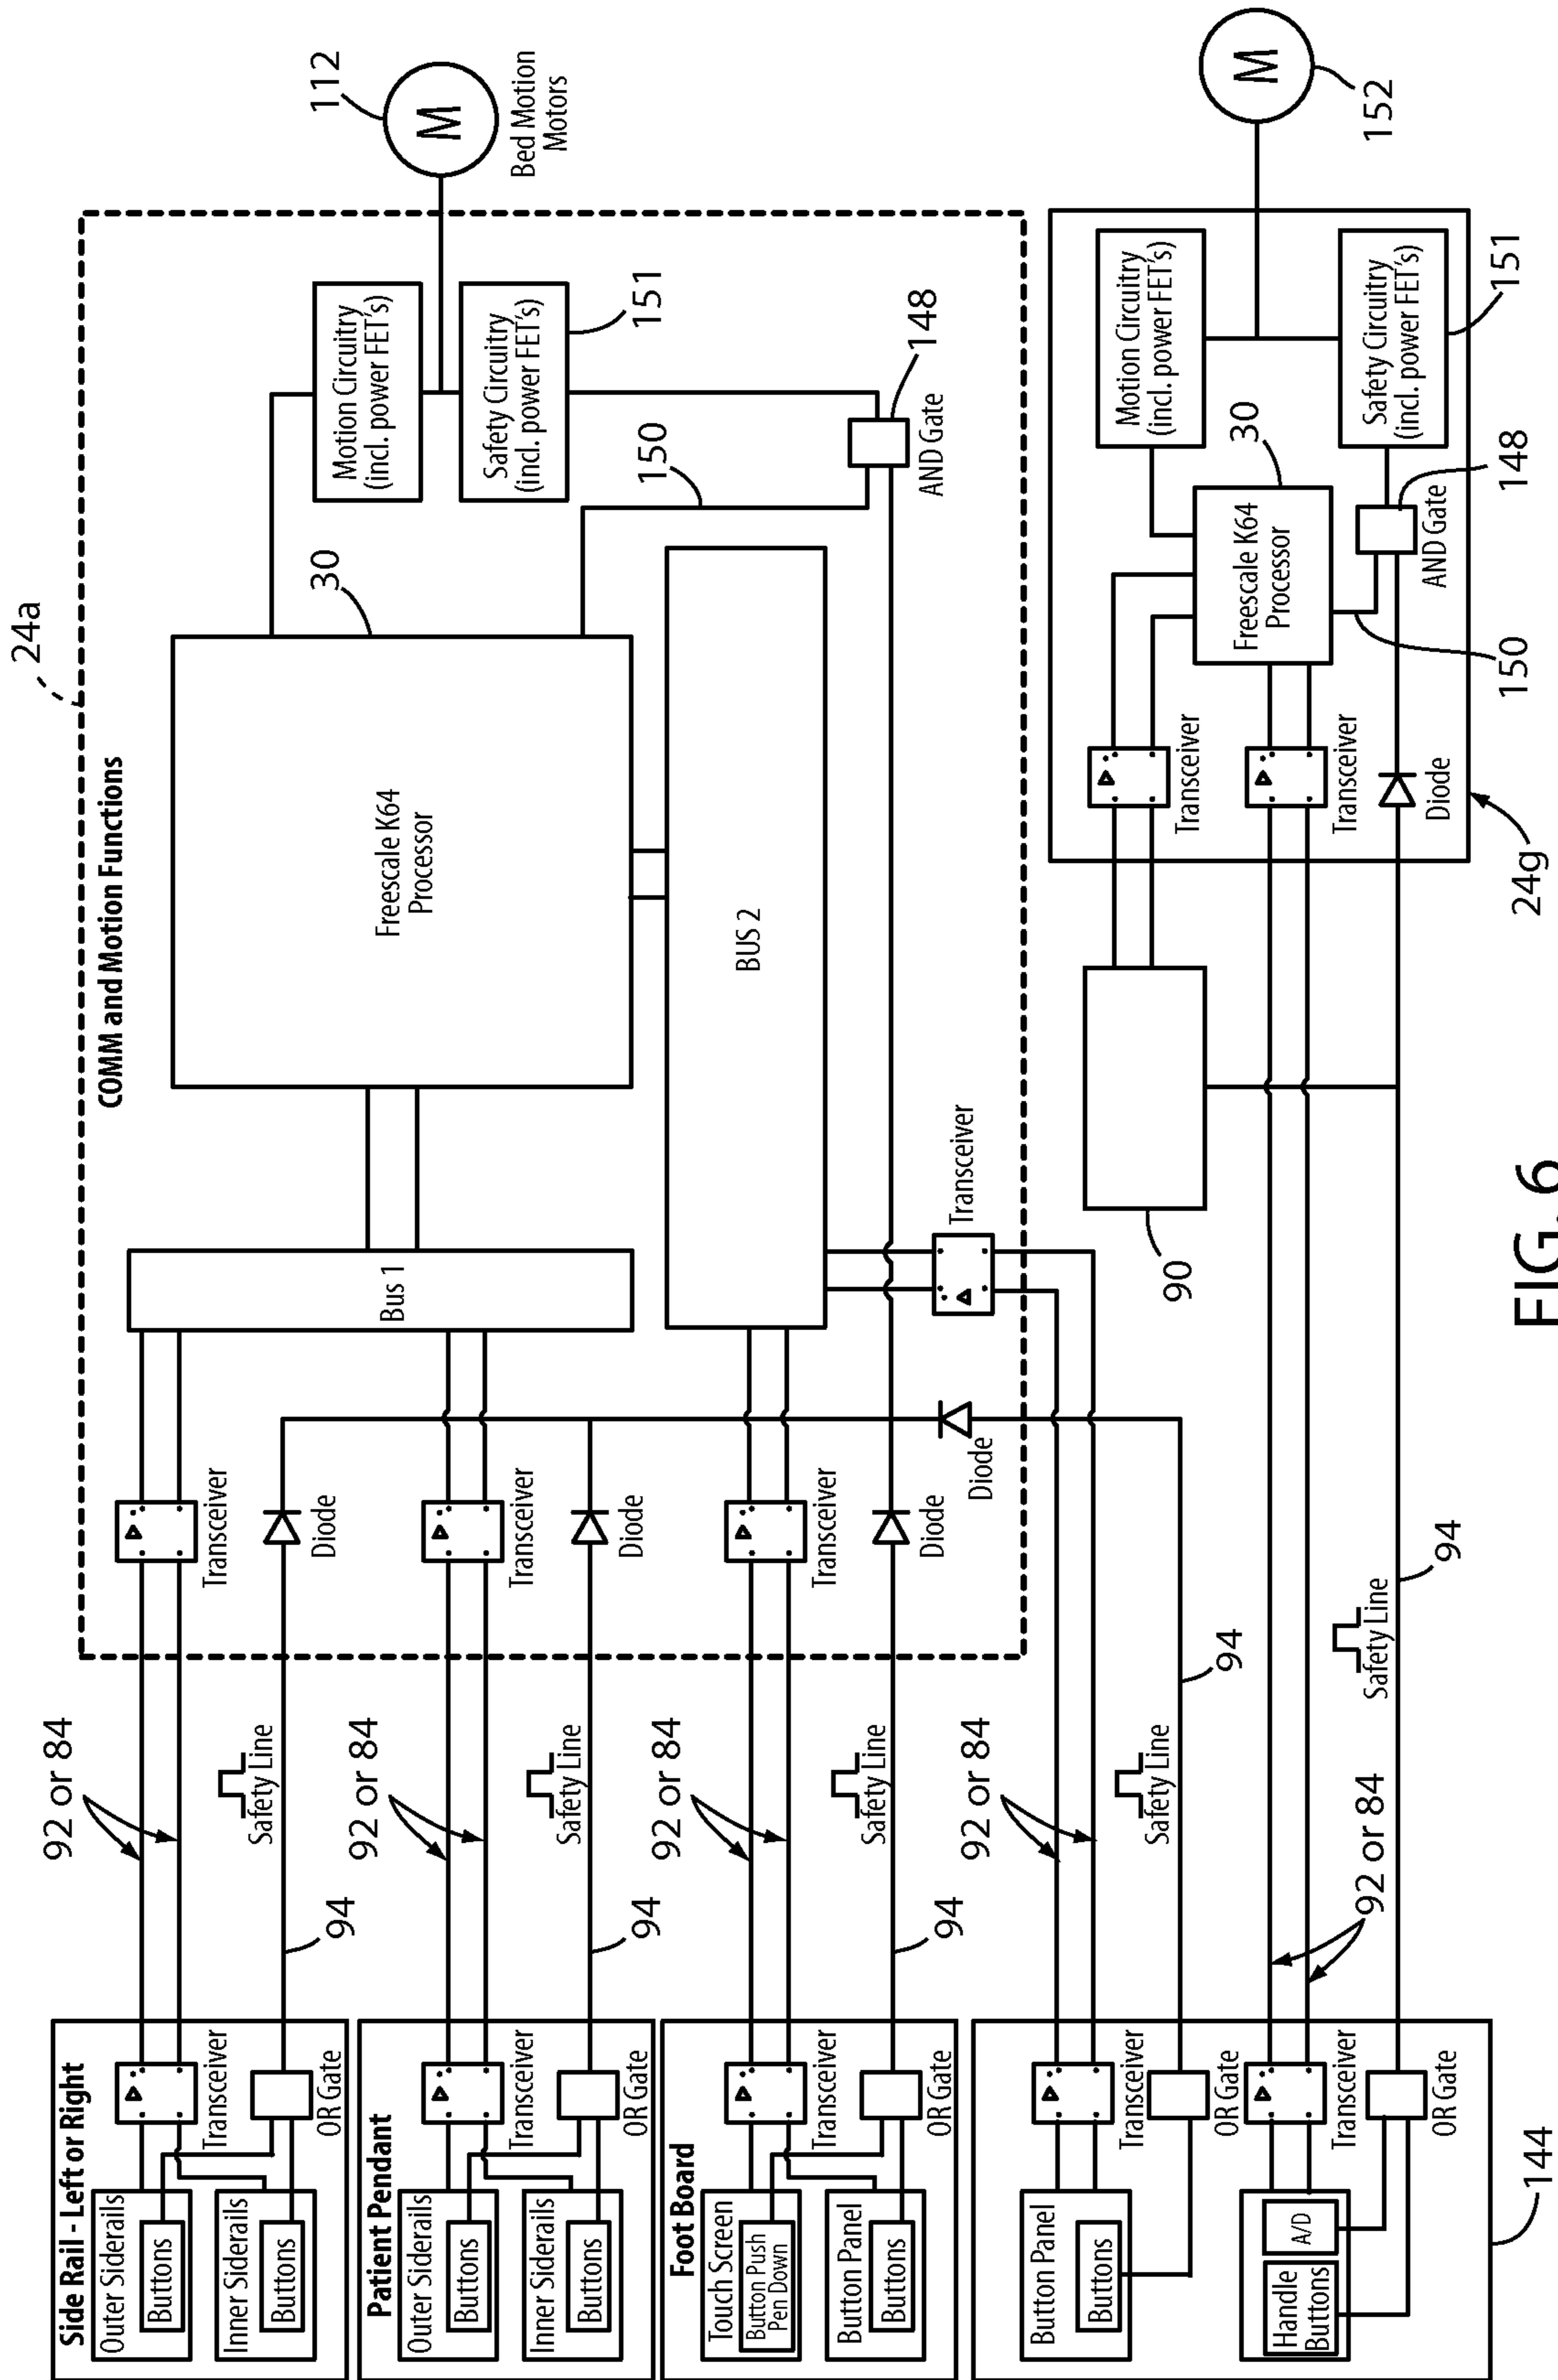 24a
COMM and Motion Functions
Side Rail - Left or Right
Outer Siderails
Buttons
Inner Siderails
Buttons
Transceiver
OR Gate
92 or 84
Safety Line
94
Transceiver
Diode
Patient Pendant
Outer Siderails
Buttons
Inner Siderails
Buttons
Transceiver
OR Gate
92 or 84
Safety Line
94
Transceiver
Diode
Foot Board
Touch Screen
Button Push
Pen Down
Button Panel
Buttons
Transceiver
OR Gate
92 or 84
Safety Line
94
Transceiver
Diode
Diode
Bus 1
Freescale K64
Processor
30
BUS 2
Transceiver
Motion Circuitry
(incl. power FET's)
Safety Circuitry
(incl. power FET's)
151
150
148
AND Gate
M
112
Bed Motion
Motors
Button Panel
Buttons
Transceiver
OR Gate
92 or 84
Safety Line
94
Handle
Buttons
A/D
Transceiver
OR Gate
144
92 or 84
Safety Line
94
90
Transceiver
Transceiver
Diode
24g
Freescale K64
Processor
30
150
AND Gate
148
Motion Circuitry
(incl. power FET's)
Safety Circuitry
(incl. power FET's)
151
M
152
FIG. 6